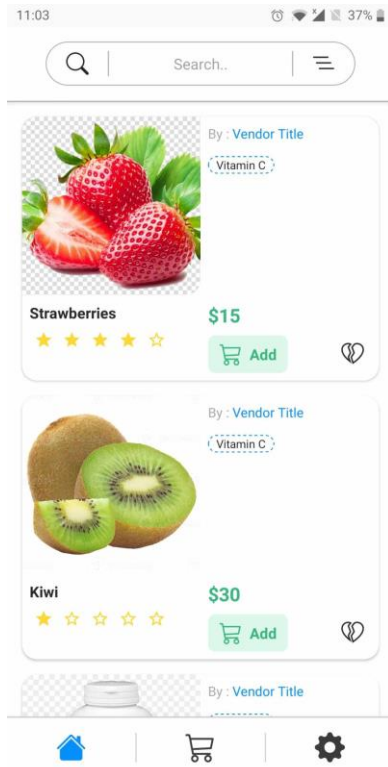 11:03
37%
Search..
By : Vendor Title
Vitamin C
Strawberries
$15
Add
By : Vendor Title
Vitamin C
Kiwi
$30
Add
By : Vendor Title